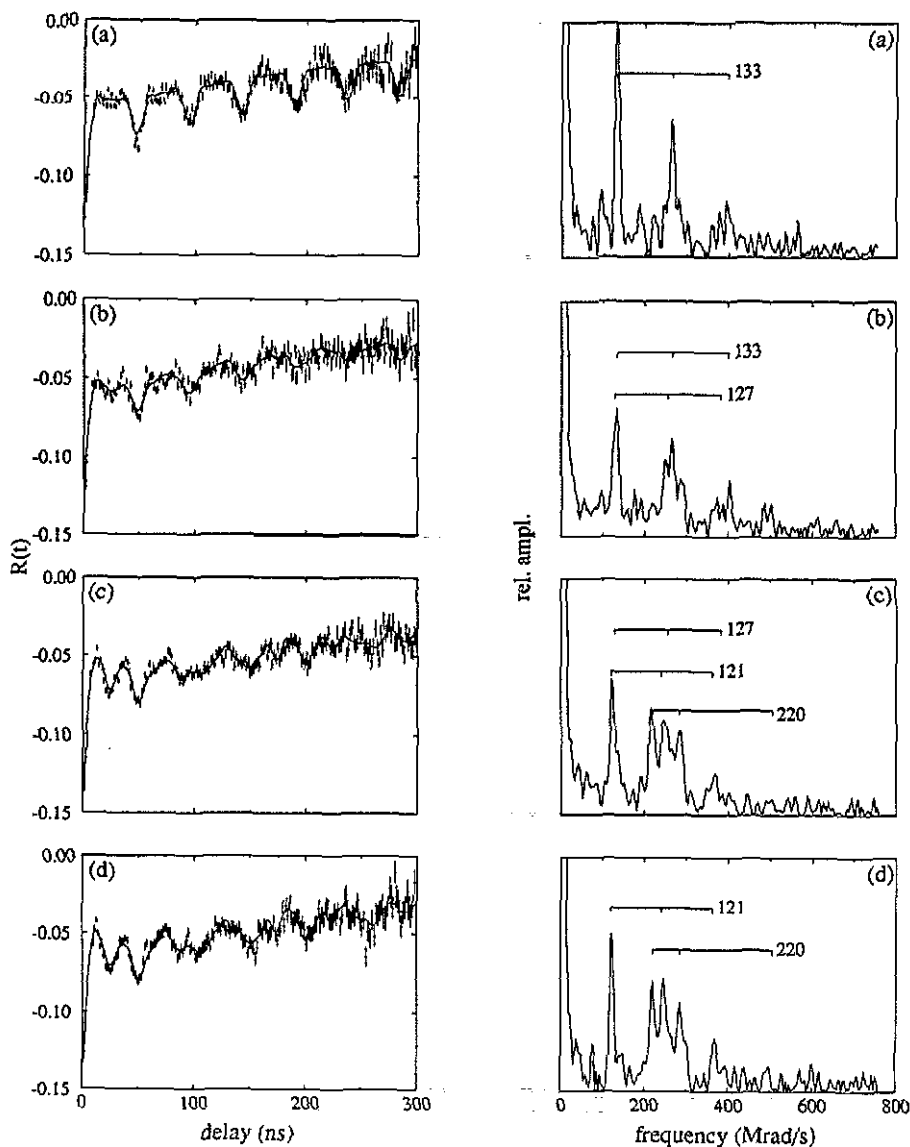 (a)
0.00
-0.05
-0.10
-0.15
(b)
0.00
-0.05
-0.10
-0.15
(c)
0.00
-0.05
-0.10
-0.15
(d)
0.00
-0.05
-0.10
-0.15
0 100 200 300
delay (ns)
R(t)
(a)
133
(b)
133
127
(c)
127
121
220
(d)
121
220
0 200 400 600 800
frequency (Mrad/s)
rel. ampl.